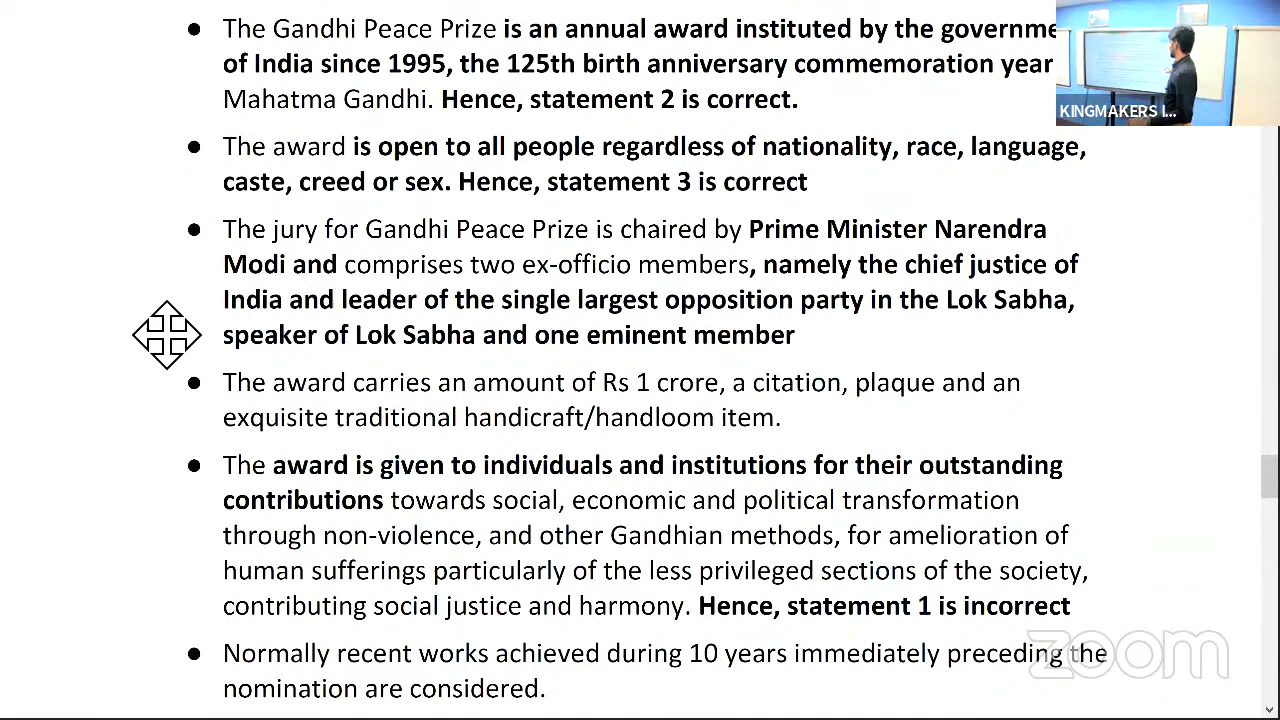 ● The Gandhi Peace Prize is an annual award instituted by the governme
of India since 1995, the 125th birth anniversary commemoration year
Mahatma Gandhi. Hence, statement 2 is correct.
● The award is open to all people regardless of nationality, race, language,
caste, creed or sex. Hence, statement 3 is correct
● The jury for Gandhi Peace Prize is chaired by Prime Minister Narendra
Modi and comprises two ex-officio members, namely the chief justice of
India and leader of the single largest opposition party in the Lok Sabha,
speaker of Lok Sabha and one eminent member
● The award carries an amount of Rs 1 crore, a citation, plaque and an
exquisite traditional handicraft/handloom item.
● The award is given to individuals and institutions for their outstanding
contributions towards social, economic and political transformation
through non-violence, and other Gandhian methods, for amelioration of
human sufferings particularly of the less privileged sections of the society,
contributing social justice and harmony. Hence, statement 1 is incorrect
● Normally recent works achieved during 10 years immediately preceding the
nomination are considered.
KINGMAKERS I...
zoom